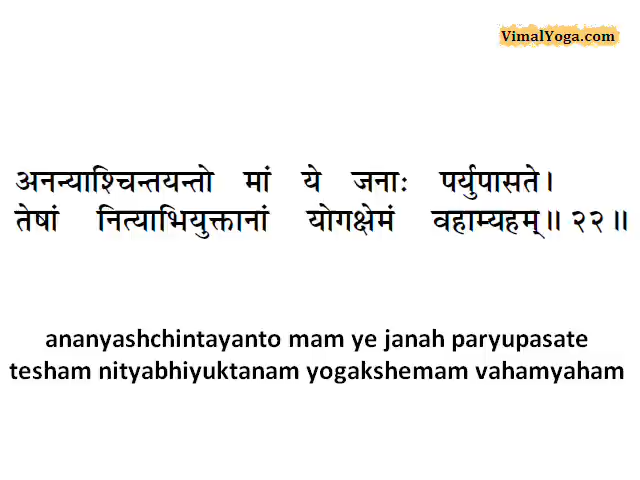 VimalYoga.com
अनन्याश्चिन्तयन्तो मां ये जनाः पर्युपासते।
तेषां नित्याभियुक्तानां योगक्षेमं वहाम्यहम्॥ २२॥
ananyashchintayanto mam ye janah paryupasate
tesham nityabhiyuktanam yogakshemam vahamyaham